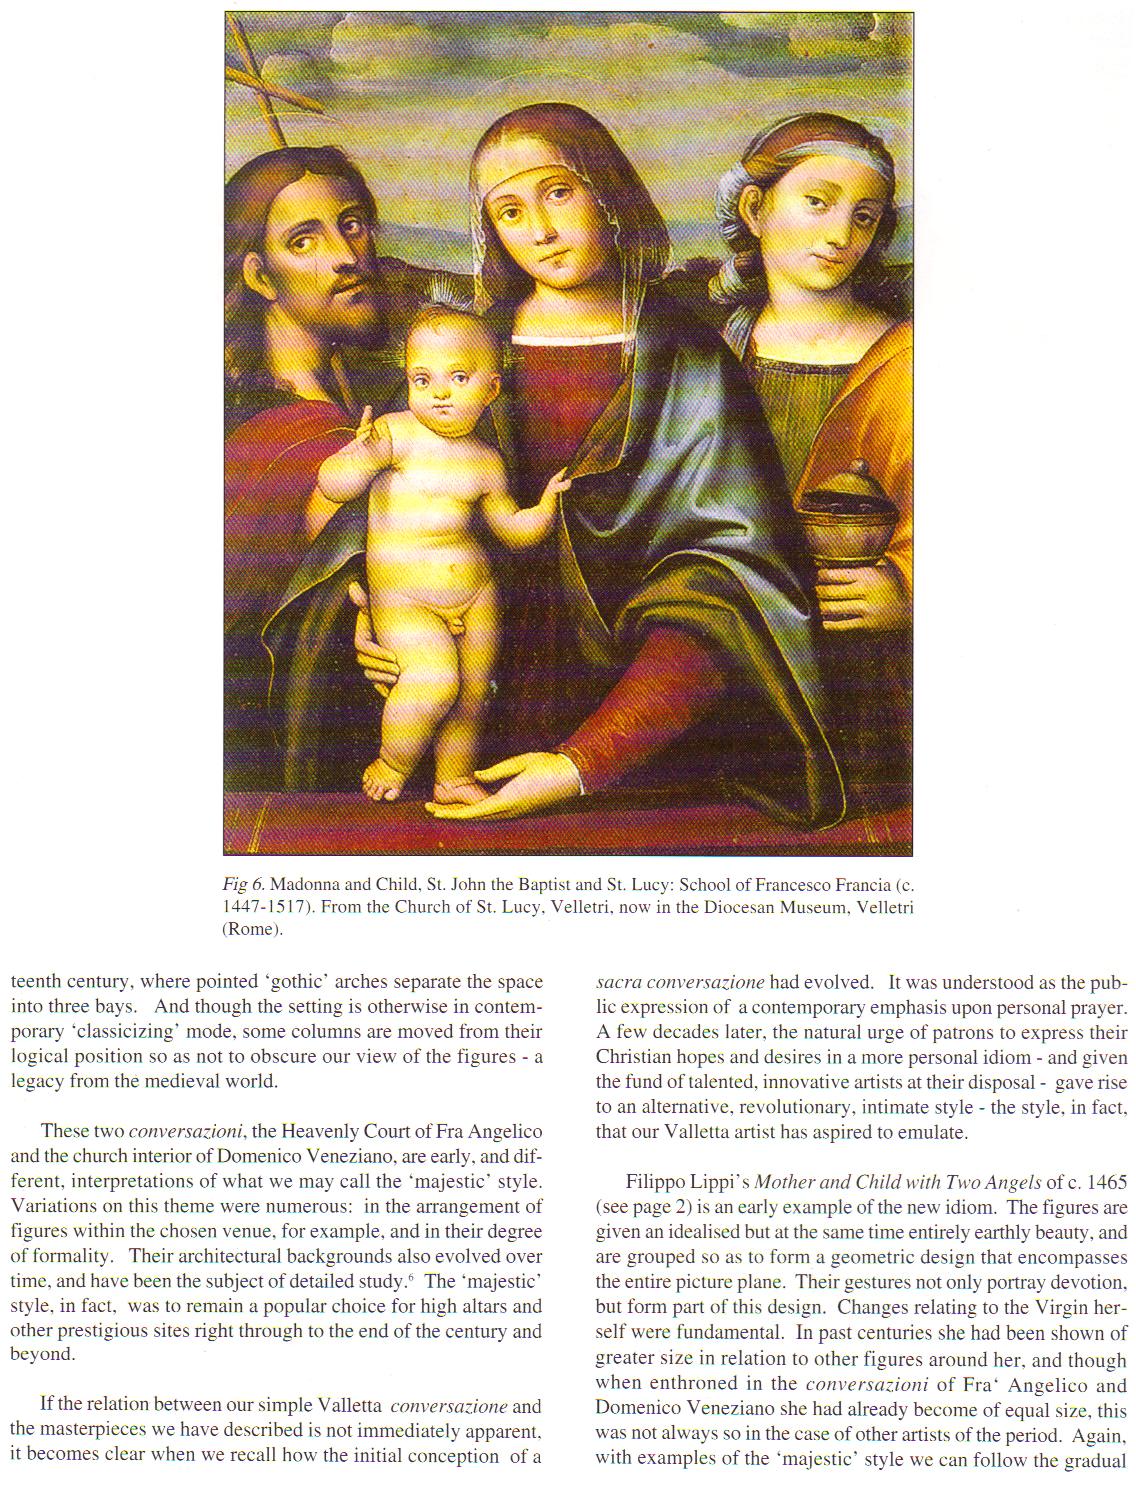 Fig 6. Madonna and Child, St. John the Baptist and St. Lucy: School of Francesco Francia (c.
1447-1517). From the Church of St. Lucy, Velletri, now in the Diocesan Museum, Velletri
(Rome).
teenth century, where pointed ‘gothic’ arches separate the space
into three bays. And though the setting is otherwise in contem-
porary ‘classicizing’ mode, some columns are moved from their
logical position so as not to obscure our view of the figures - a
legacy from the medieval world.
These two conversazioni, the Heavenly Court of Fra Angelico
and the church interior of Domenico Veneziano, are early, and dif-
ferent, interpretations of what we may call the ‘majestic’ style.
Variations on this theme were numerous: in the arrangement of
figures within the chosen venue, for example, and in their degree
of formality. Their architectural backgrounds also evolved over
time, and have been the subject of detailed study.⁶ The ‘majestic’
style, in fact, was to remain a popular choice for high altars and
other prestigious sites right through to the end of the century and
beyond.
If the relation between our simple Valletta conversazione and
the masterpieces we have described is not immediately apparent,
it becomes clear when we recall how the initial conception of a
sacra conversazione had evolved. It was understood as the pub-
lic expression of a contemporary emphasis upon personal prayer.
A few decades later, the natural urge of patrons to express their
Christian hopes and desires in a more personal idiom - and given
the fund of talented, innovative artists at their disposal - gave rise
to an alternative, revolutionary, intimate style - the style, in fact,
that our Valletta artist has aspired to emulate.
Filippo Lippi's Mother and Child with Two Angels of c. 1465
(see page 2) is an early example of the new idiom. The figures are
given an idealised but at the same time entirely earthly beauty, and
are grouped so as to form a geometric design that encompasses
the entire picture plane. Their gestures not only portray devotion,
but form part of this design. Changes relating to the Virgin her-
self were fundamental. In past centuries she had been shown of
greater size in relation to other figures around her, and though
when enthroned in the conversazioni of Fra‘ Angelico and
Domenico Veneziano she had already become of equal size, this
was not always so in the case of other artists of the period. Again,
with examples of the ‘majestic’ style we can follow the gradual